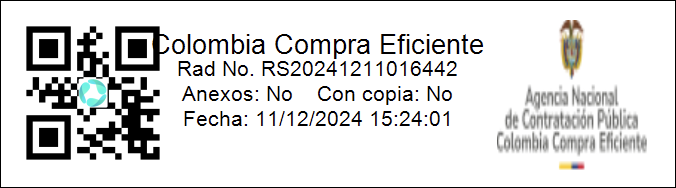 Colombia Compra Eficiente
Rad No. RS20241211016442
Anexos: No    Con copia: No
Fecha: 11/12/2024 15:24:01
Agencia Nacional
de Contratación Pública
Colombia Compra Eficiente